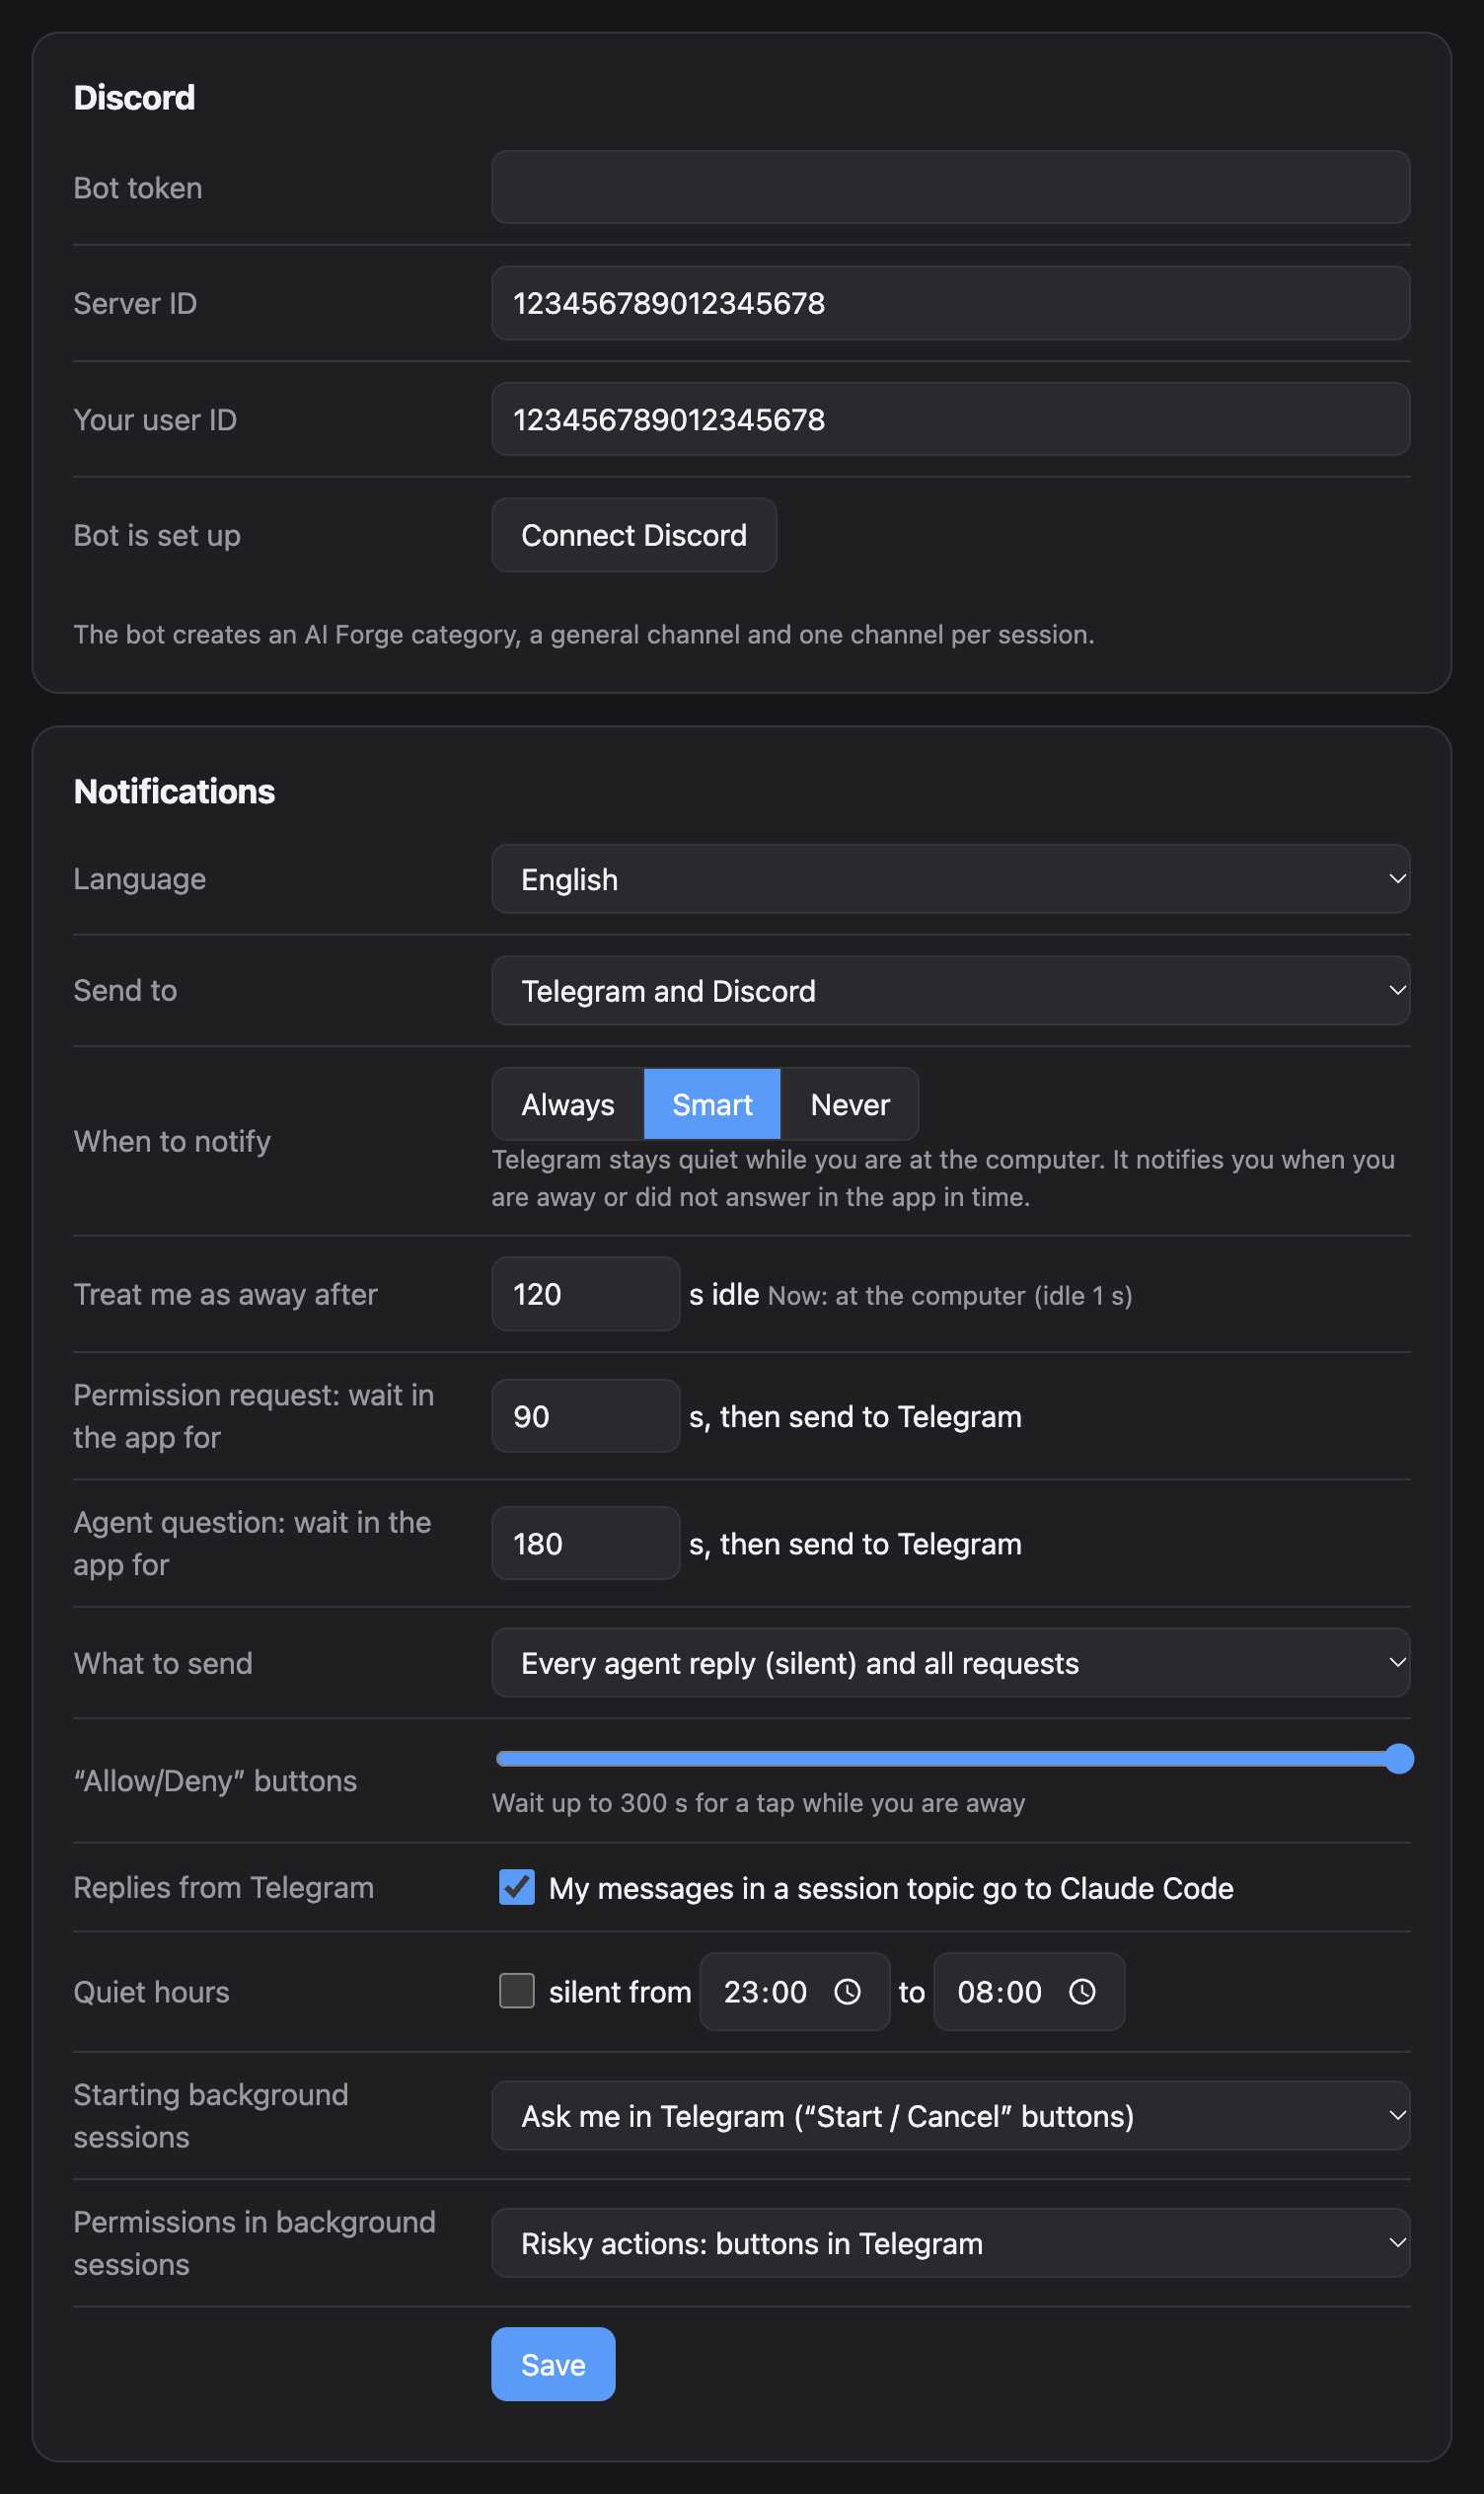 Discord
Bot token
Server ID
123456789012345678
Your user ID
123456789012345678
Bot is set up
Connect Discord
The bot creates an AI Forge category, a general channel and one channel per session.
Notifications
Language
English
Send to
Telegram and Discord
When to notify
Always Smart Never
Telegram stays quiet while you are at the computer. It notifies you when you
are away or did not answer in the app in time.
Treat me as away after
120 s idle Now: at the computer (idle 1 s)
Permission request: wait in
the app for
90 s, then send to Telegram
Agent question: wait in the
app for
180 s, then send to Telegram
What to send
Every agent reply (silent) and all requests
“Allow/Deny” buttons
Wait up to 300 s for a tap while you are away
Replies from Telegram
My messages in a session topic go to Claude Code
Quiet hours
silent from 23:00 to 08:00
Starting background
sessions
Ask me in Telegram (“Start / Cancel” buttons)
Permissions in background
sessions
Risky actions: buttons in Telegram
Save